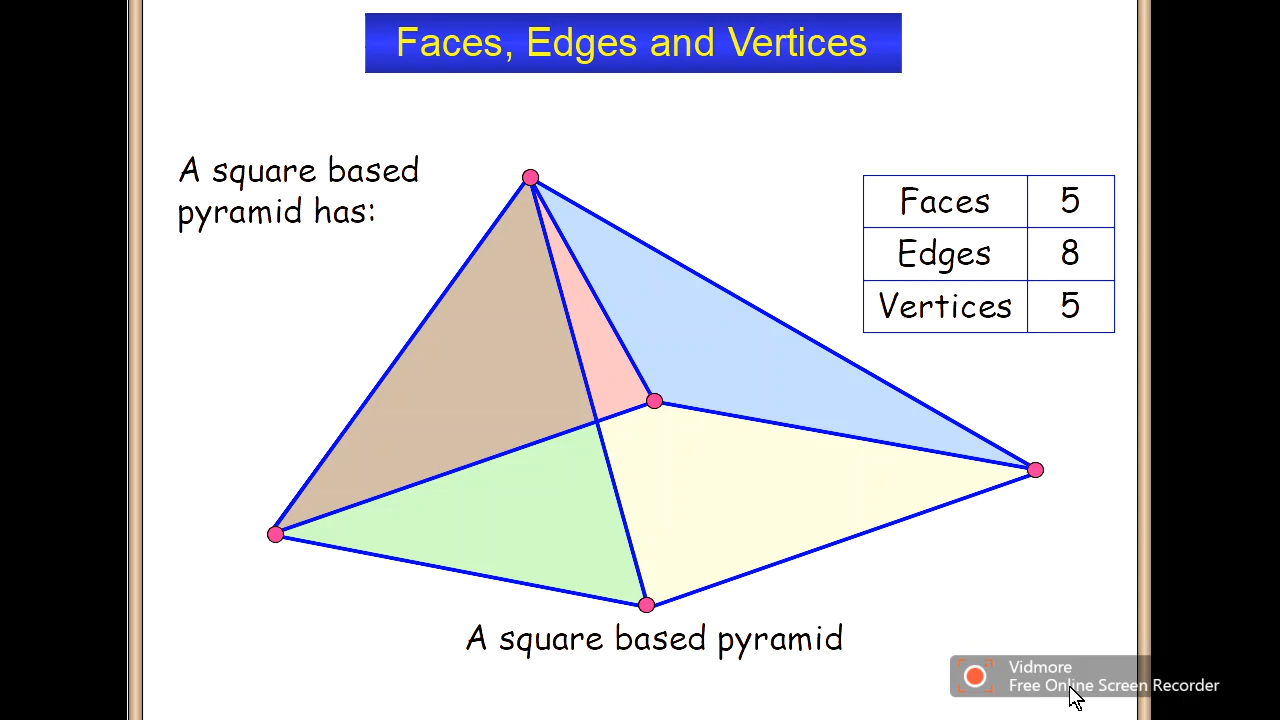 Faces, Edges and Vertices
A square based
pyramid has:
Faces 5
Edges 8
Vertices 5
A square based pyramid
Vidmore
Free Online Screen Recorder